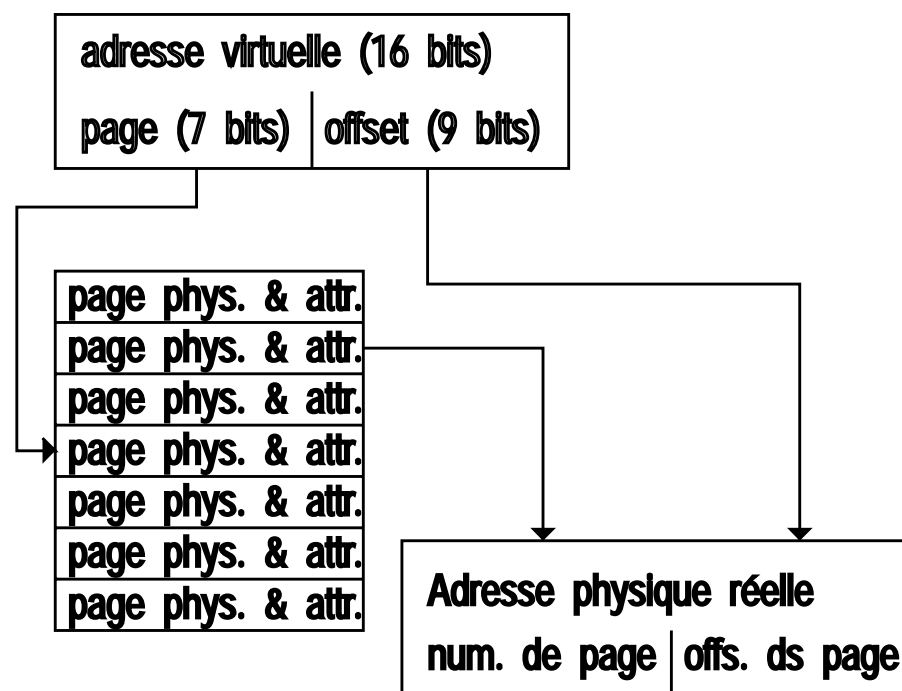 adresse virtuelle (16 bits)
page (7 bits) offset (9 bits)
page phys. & attr.
page phys. & attr.
page phys. & attr.
page phys. & attr.
page phys. & attr.
page phys. & attr.
page phys. & attr.
Adresse physique réelle
num. de page offs. ds page